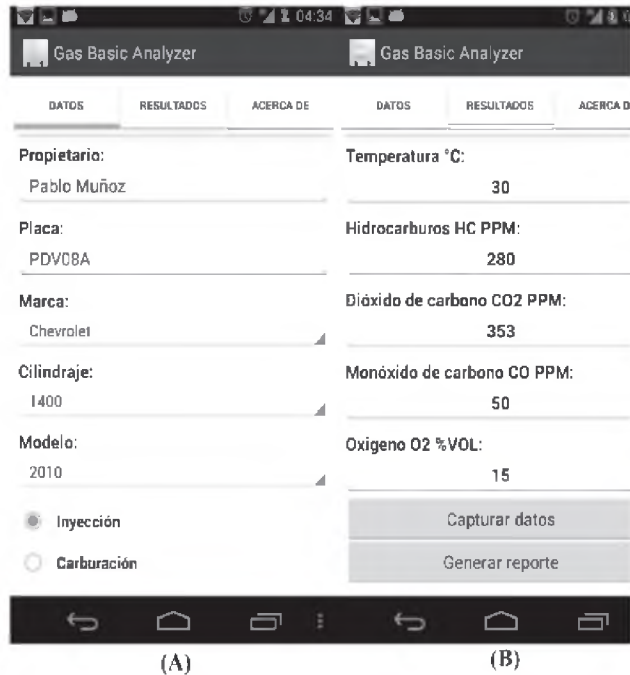 04:34
Gas Basic Analyzer
DATOS RESULTADOS ACERCA DE
Propietario:
Pablo Muñoz
Placa:
PDV08A
Marca:
Chevrolet
Cilindraje:
1400
Modelo:
2010
Inyección
Carburación
(A)
Gas Basic Analyzer
DATOS RESULTADOS ACERCA D
Temperatura °C:
30
Hidrocarburos HC PPM:
280
Dióxido de carbono CO2 PPM:
353
Monóxido de carbono CO PPM:
50
Oxigeno O2 %VOL:
15
Capturar datos
Generar reporte
(B)